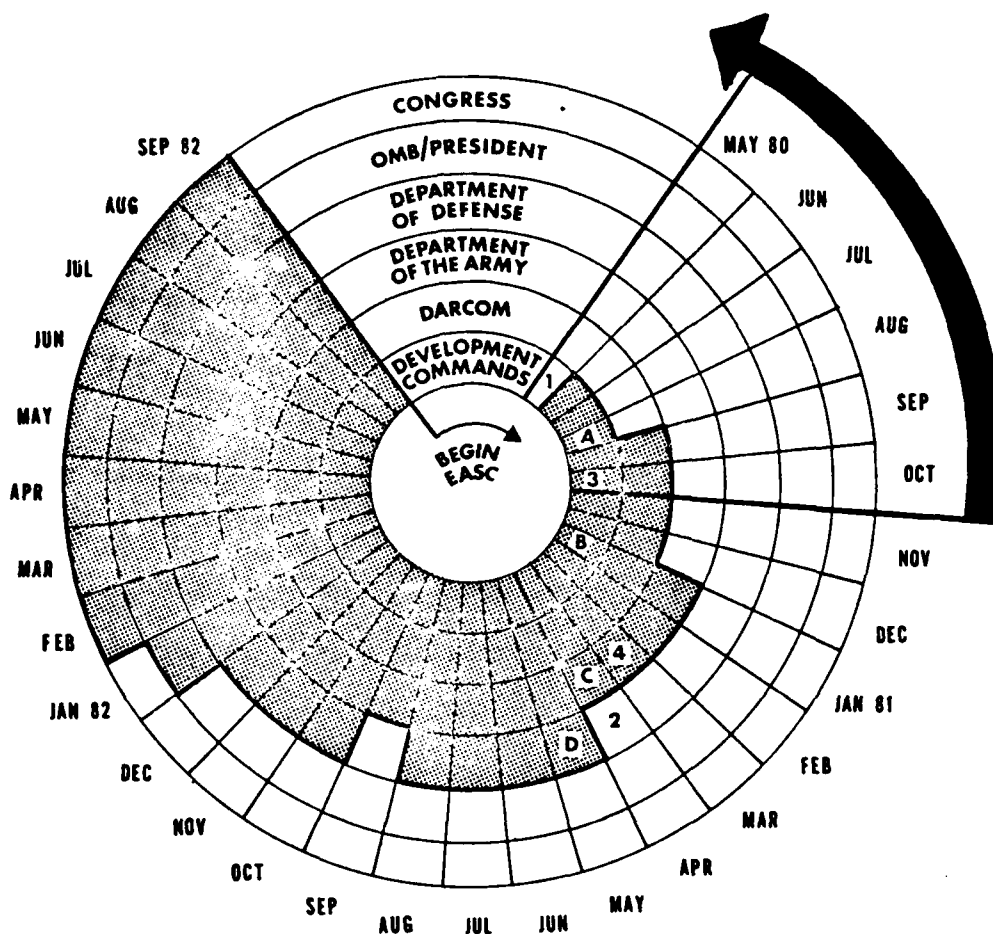 CONGRESS
OMB/PRESIDENT
DEPARTMENT
OF DEFENSE
DEPARTMENT
OF THE ARMY
DARCOM
DEVELOPMENT
COMMANDS
BEGIN
EASC
MAY 80
JUN
JUL
AUG
SEP
OCT
NOV
DEC
JAN 81
FEB
MAR
APR
MAY
JUN
JUL
AUG
SEP
OCT
NOV
DEC
JAN 82
FEB
MAR
APR
MAY
JUN
JUL
AUG
SEP 82
1
A
3
B
4
C
2
D